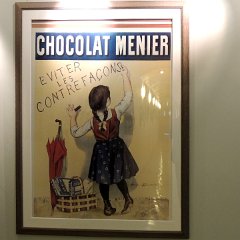 CHOCOLAT MENIER
EVITER
LES
CONTREFAÇONS